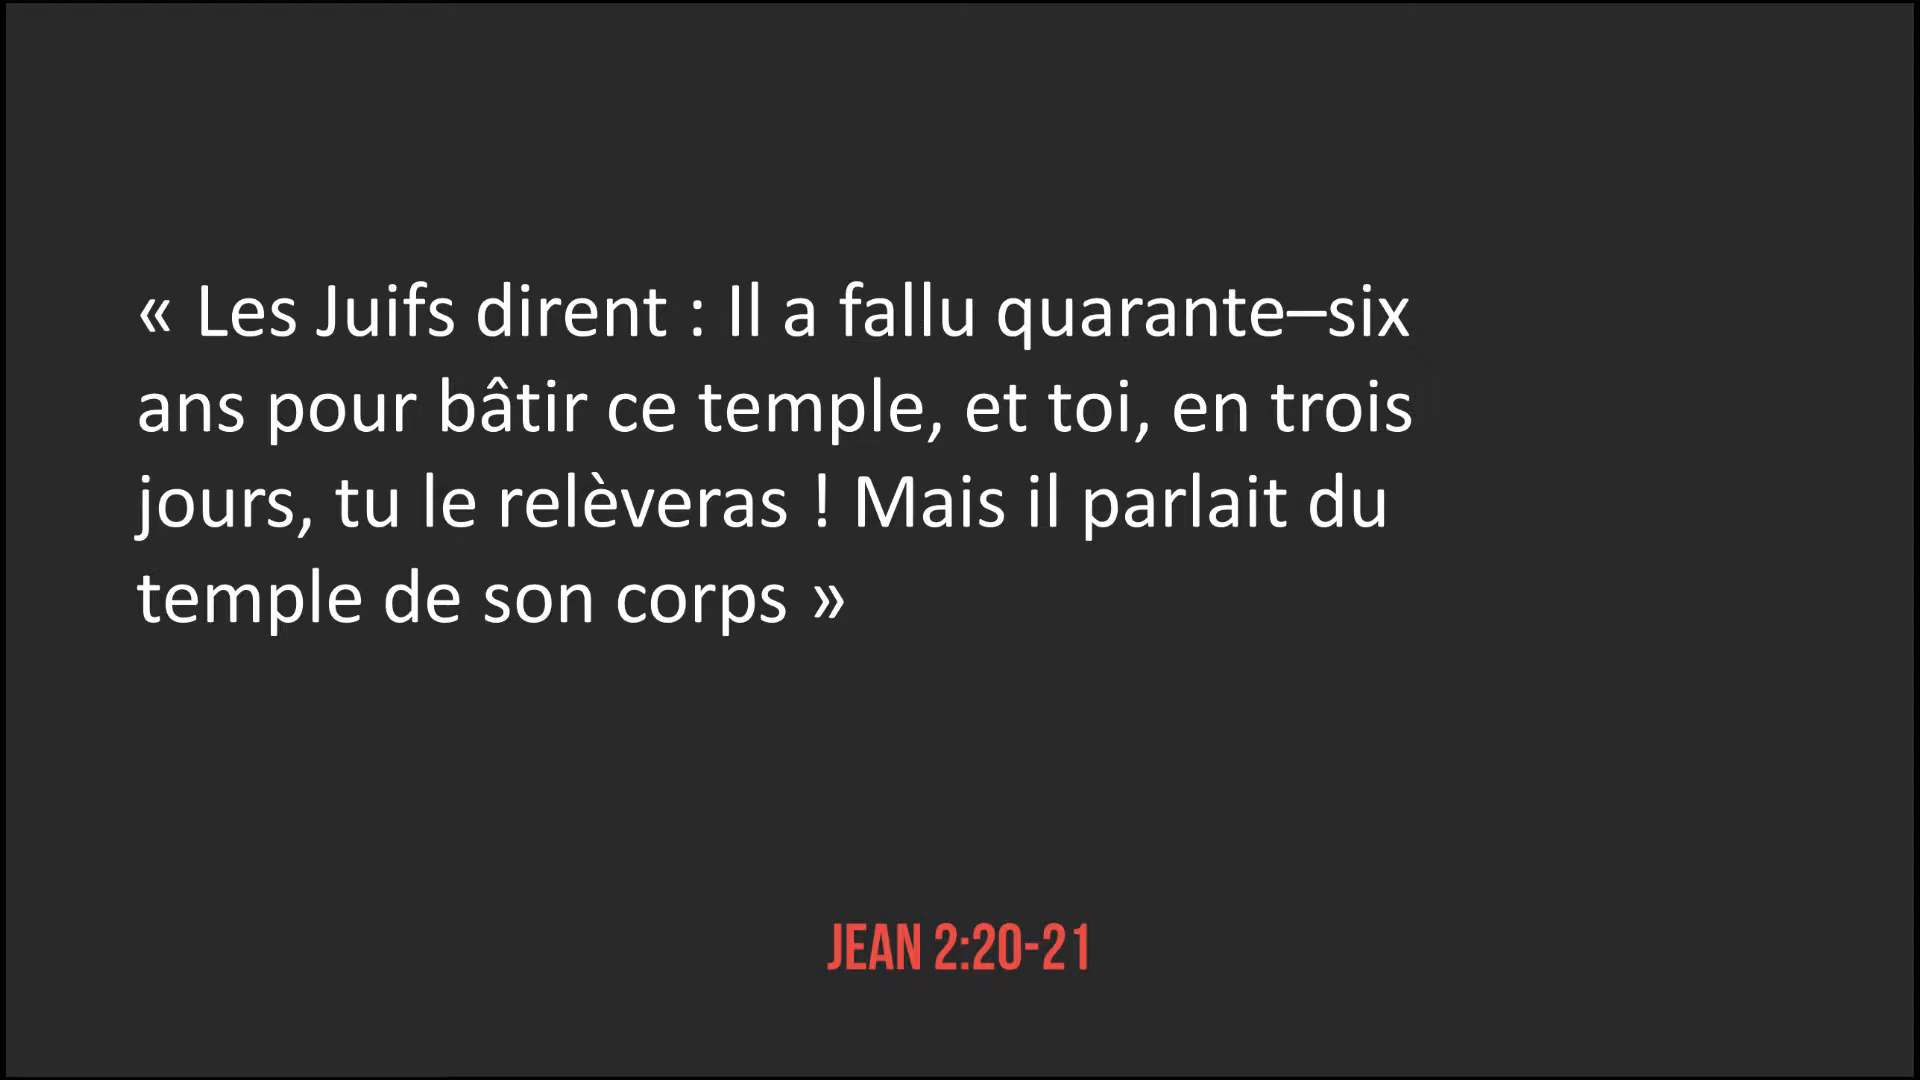 « Les Juifs dirent : Il a fallu quarante–six
ans pour bâtir ce temple, et toi, en trois
jours, tu le relèveras ! Mais il parlait du
temple de son corps »
JEAN 2:20-21